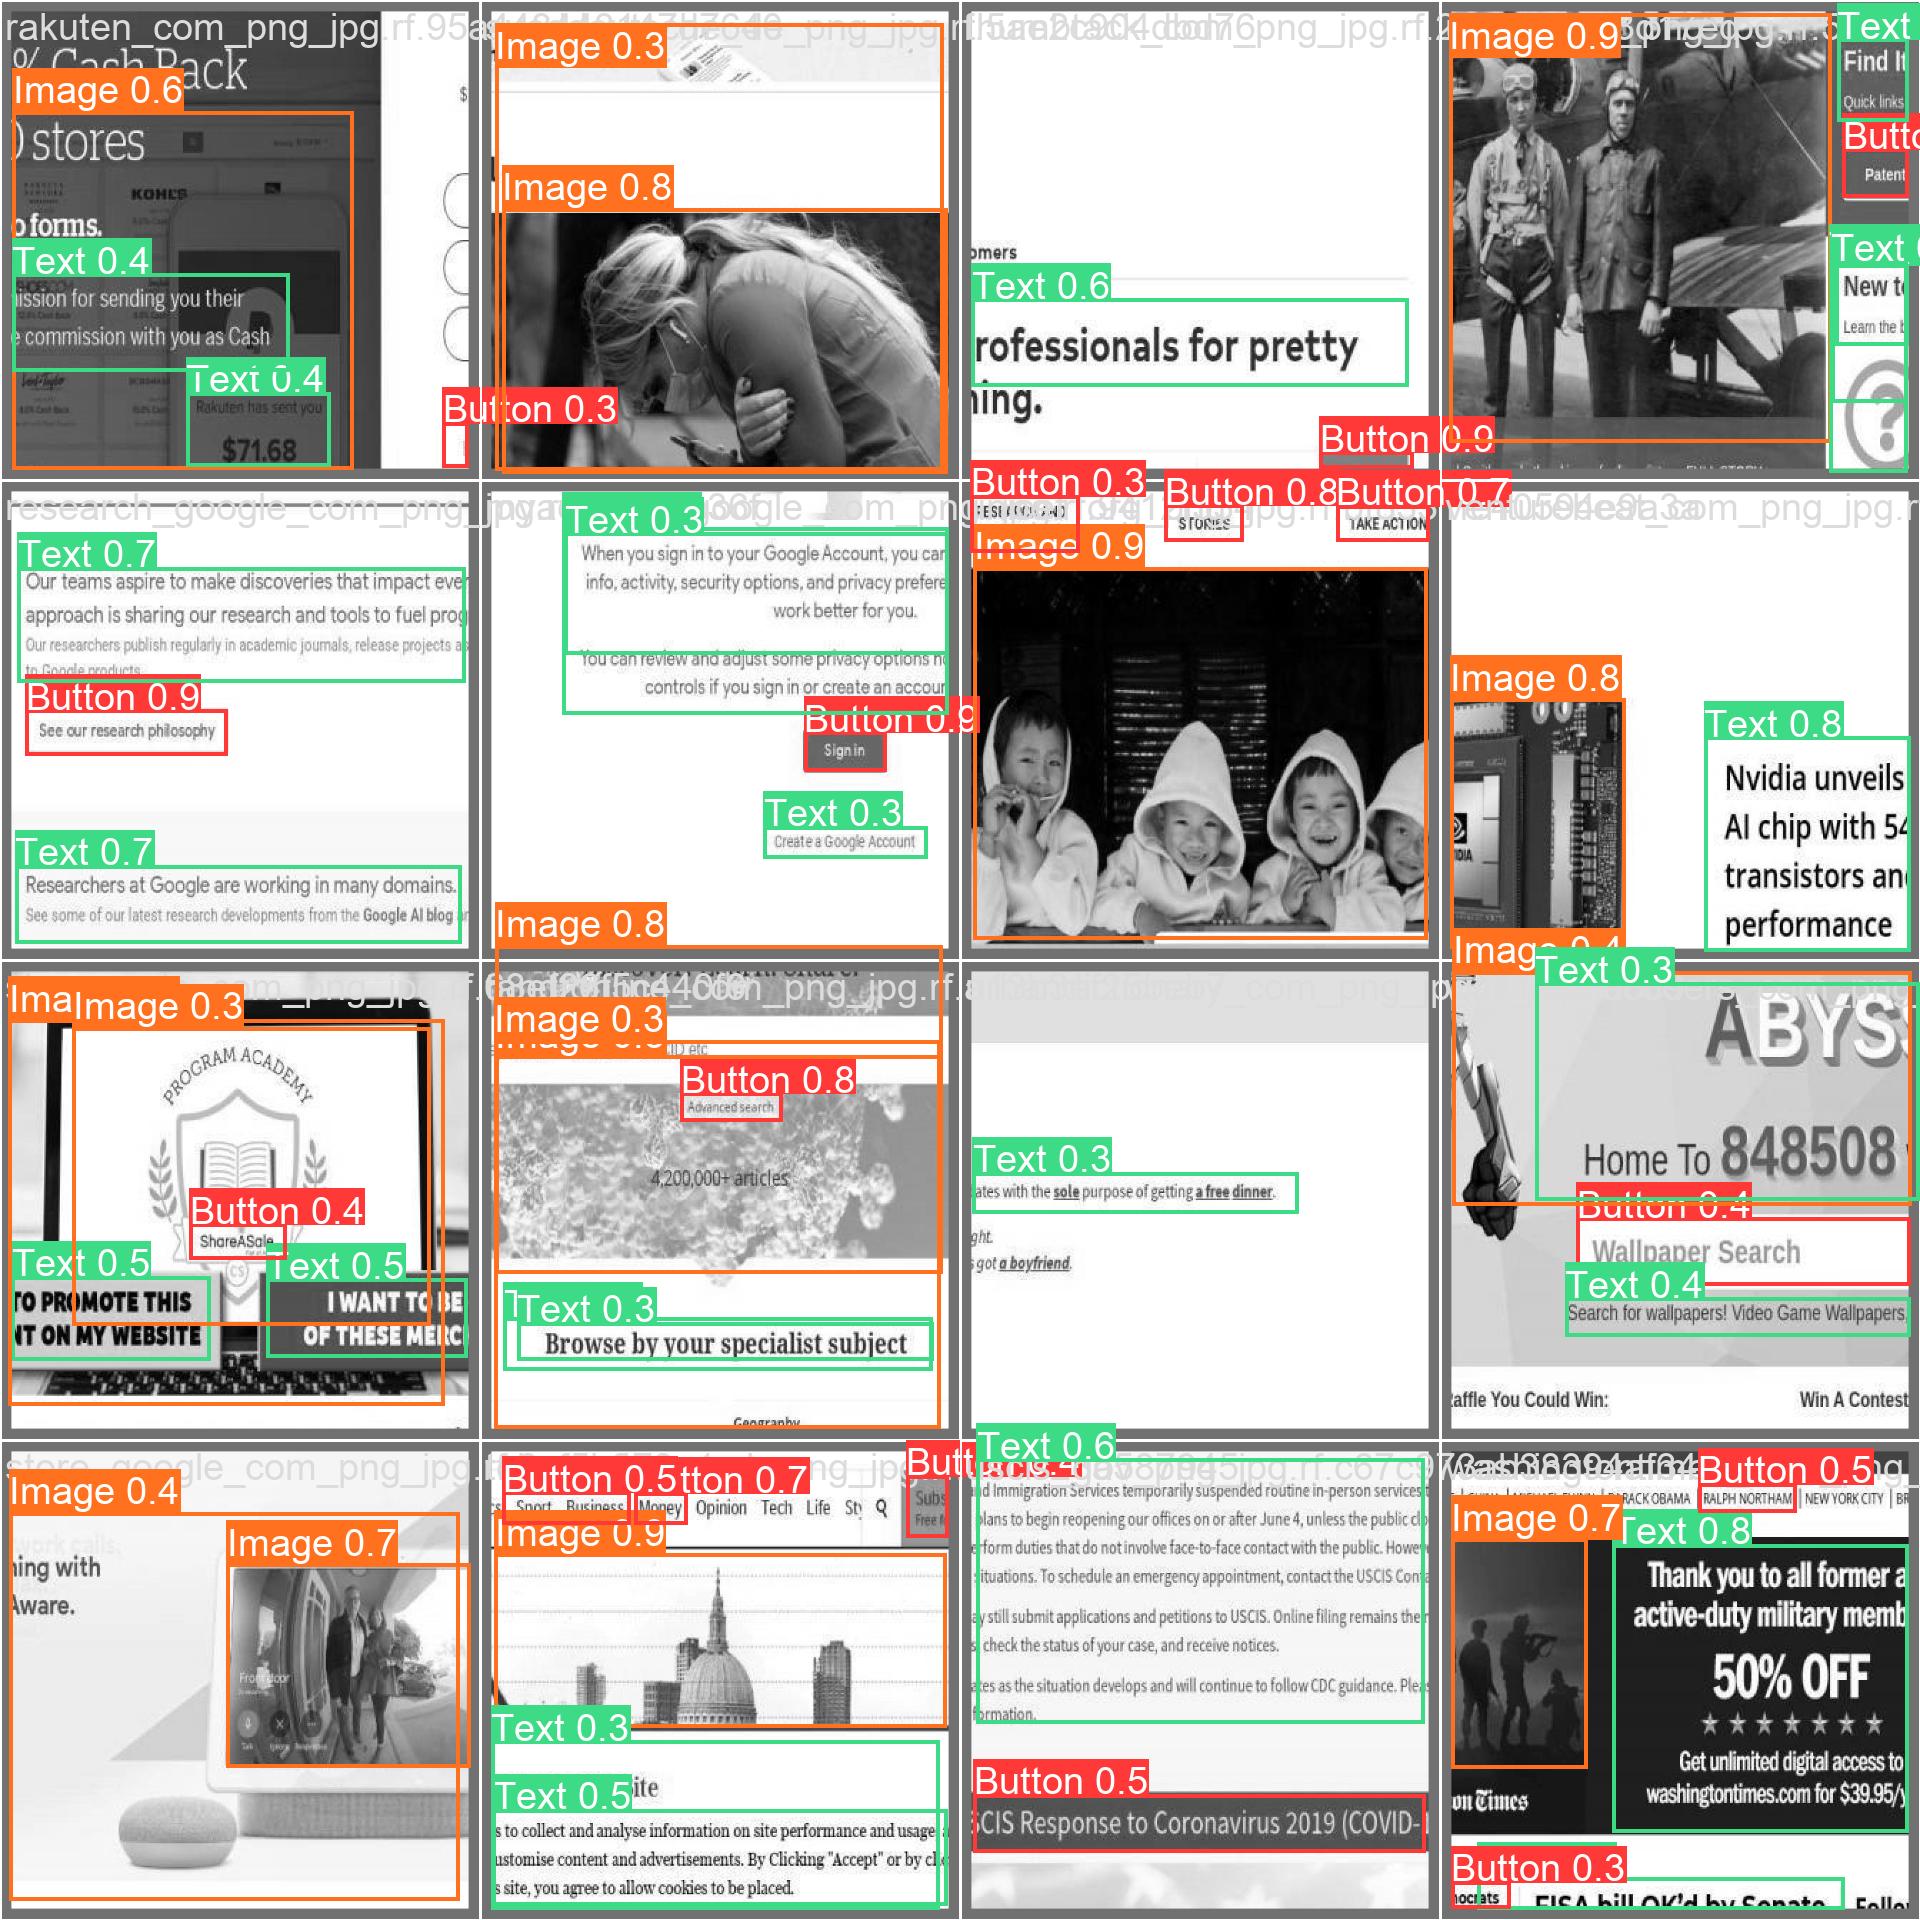 rakuten_com_png_jpg.rf.95a
% Cash Back
Image 0.6
stores
KOHL'S
o forms.
Text 0.4
ission for sending you their
e commission with you as Cash
Text 0.4
Rakuten has sent you
$71.68
$
Button 0.3
Image 0.3
Image 0.8
omers
Text 0.6
rofessionals for pretty
ning.
Button 0.9
Image 0.9
Text
Find It
Quick links
Butto
Patent
Text
New to
Learn the b
research_google_com_png_jpg
Text 0.7
Our teams aspire to make discoveries that impact ever
approach is sharing our research and tools to fuel prog
Our researchers publish regularly in academic journals, release projects as
to Google products.
Button 0.9
See our research philosophy
Text 0.7
Researchers at Google are working in many domains.
See some of our latest research developments from the Google AI blog
Text 0.3
When you sign in to your Google Account, you can
info, activity, security options, and privacy prefere
work better for you.
You can review and adjust some privacy options
controls if you sign in or create an accour
Button 0.9
Sign in
Text 0.3
Create a Google Account
Image 0.8
Button 0.3
Button 0.8
Button 0.7
RESEARCH AND
STORIES
TAKE ACTION
Image 0.9
Image 0.8
Text 0.8
Nvidia unveils
AI chip with 54
transistors and
performance
Image 0.4
Ima
Image 0.3
PROGRAM ACADEMY
Button 0.4
ShareASale
CS
Text 0.5
Text 0.5
TO PROMOTE THIS
I WANT TO BE
NT ON MY WEBSITE
OF THESE MERC
Image 0.3
ID etc
Button 0.8
Advanced search
4,200,000+ articles
Text 0.3
Browse by your specialist subject
Geography
Text 0.3
ates with the sole purpose of getting a free dinner.
ght.
s got a boyfriend.
Text 0.3
ABYSS
Home To 848508
Button 0.4
Wallpaper Search
Text 0.4
Search for wallpapers! Video Game Wallpapers,
Raffle You Could Win:
Win A Contest
store_google_com_png_jpg
Image 0.4
ning with
Aware.
Image 0.7
Front door
Button 0.5
tton 0.7
Sport Business Money Opinion Tech Life Sty
Subs
Free
Image 0.9
Text 0.3
ite
Text 0.5
s to collect and analyse information on site performance and usage
ustomise content and advertisements. By Clicking "Accept" or by cli
s site, you agree to allow cookies to be placed.
Text 0.6
nd Immigration Services temporarily suspended routine in-person services t
plans to begin reopening our offices on or after June 4, unless the public clo
erform duties that do not involve face-to-face contact with the public. Howev
situations. To schedule an emergency appointment, contact the USCIS Conta
ay still submit applications and petitions to USCIS. Online filing remains the
s, check the status of your case, and receive notices.
ates as the situation develops and will continue to follow CDC guidance. Plea
formation.
Button 0.5
SCIS Response to Coronavirus 2019 (COVID-1
Button 0.5
BARACK OBAMA RALPH NORTHAM NEW YORK CITY BR
Image 0.7
Text 0.8
Thank you to all former a
active-duty military memb
50% OFF
Get unlimited digital access to
washingtontimes.com for $39.95/y
on Times
Button 0.3
mocrats
FISA bill OK'd by Senate
Follo